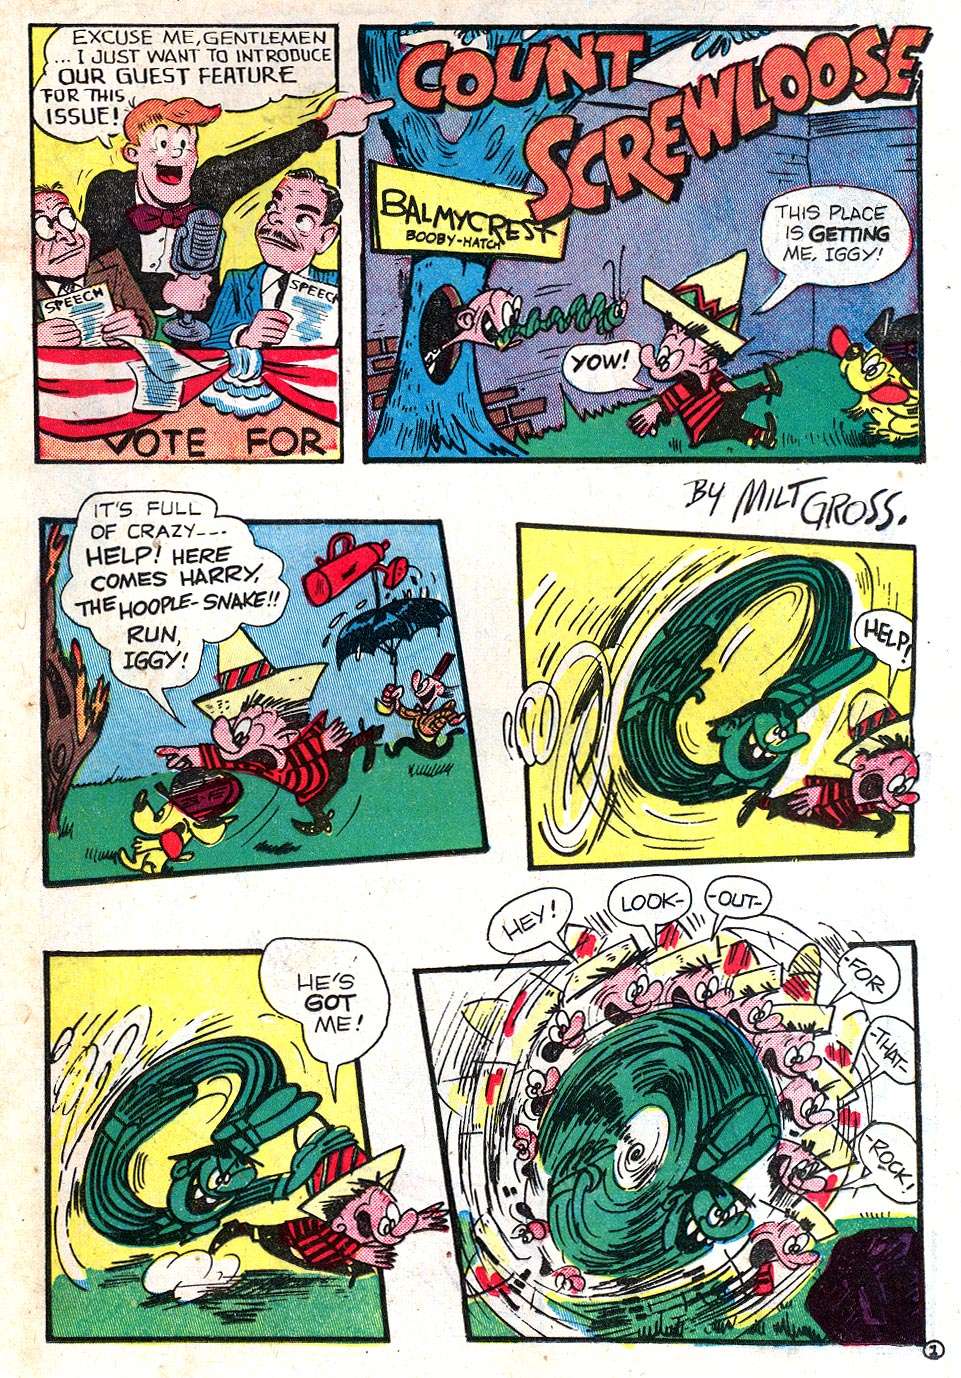 EXCUSE ME, GENTLEMEN
... I JUST WANT TO INTRODUCE
OUR GUEST FEATURE
FOR THIS
ISSUE!
SPEECH
SPEECH
VOTE FOR
COUNT
SCREWLOOSE
BALMYCREST
BOOBY-HATCH
THIS PLACE
IS GETTING
ME, IGGY!
YOW!
BY MILT GROSS.
IT'S FULL
OF CRAZY---
HELP! HERE
COMES HARRY,
THE HOOPLE-SNAKE!!
RUN,
IGGY!
HELP!
HE'S
GOT
ME!
HEY!
LOOK-
-OUT-
-FOR
-THAT-
ROCK!
1